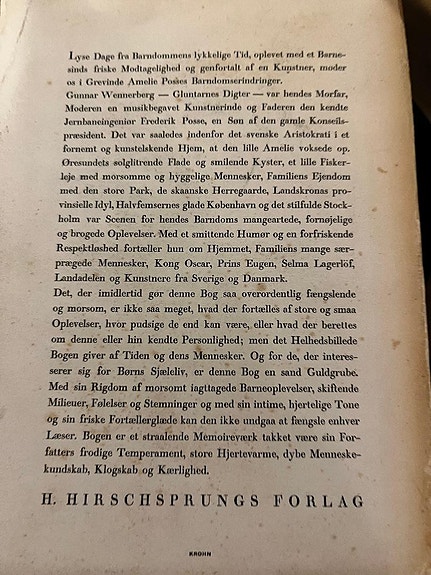 Lyse Dage fra Barndommens lykkelige Tid, oplevet med et Barne-
sinds friske Modtagelighed og genfortalt af en Kunstner, møder
os i Grevinde Amelie Posses Barndomserindringer.
Gunnar Wennerberg — Gluntarnes Digter — var hendes Morfar,
Moderen en musikbegavet Kunstnerinde og Faderen den kendte
Jernbaneingeniør Frederik Posse, en Søn af den gamle Konseils-
præsident. Det var saaledes indenfor det svenske Aristokrati i et
fornemt og kunstelskende Hjem, at den lille Amelie voksede op.
Øresundets solglitrende Flade og smilende Kyster, et lille Fisker-
leje med morsomme og hyggelige Mennesker, Familiens Ejendom
med den store Park, de skaanske Herregaarde, Landskronas pro-
vinsielle Idyl, Halvfemsernes glade København og det stilfulde Stock-
holm var Scenen for hendes Barndoms mangeartede, fornøjelige
og brogede Oplevelser. Med et smittende Humør og en forfriskende
Respektløshed fortæller hun om Hjemmet, Familiens mange sær-
prægede Mennesker, Kong Oscar, Prins Eugen, Selma Lagerlöf,
Landadelen og Kunstnere fra Sverige og Danmark.
Det, der imidlertid gør denne Bog saa overordentlig fængslende
og morsom, er ikke saa meget, hvad der fortælles af store og smaa
Oplevelser, hvor pudsige de end kan være, eller hvad der berettes
om denne eller hin kendte Personlighed; men det Helhedsbillede
Bogen giver af Tiden og dens Mennesker. Og for de, der interes-
serer sig for Børns Sjæleliv, er denne Bog en sand Guldgrube.
Med sin Rigdom af morsomt iagttagede Barneoplevelser, skiftende
Milieuer, Følelser og Stemninger og med sin intime, hjertelige Tone
og sin friske Fortællerglæde kan den ikke undgaa at fængsle enhver
Læser. Bogen er et straalende Memoireværk takket være sin For-
fatters frodige Temperament, store Hjertevarme, dybe Menneske-
kundskab, Klogskab og Kærlighed.
H. HIRSCHSPRUNGS FORLAG
KROHN